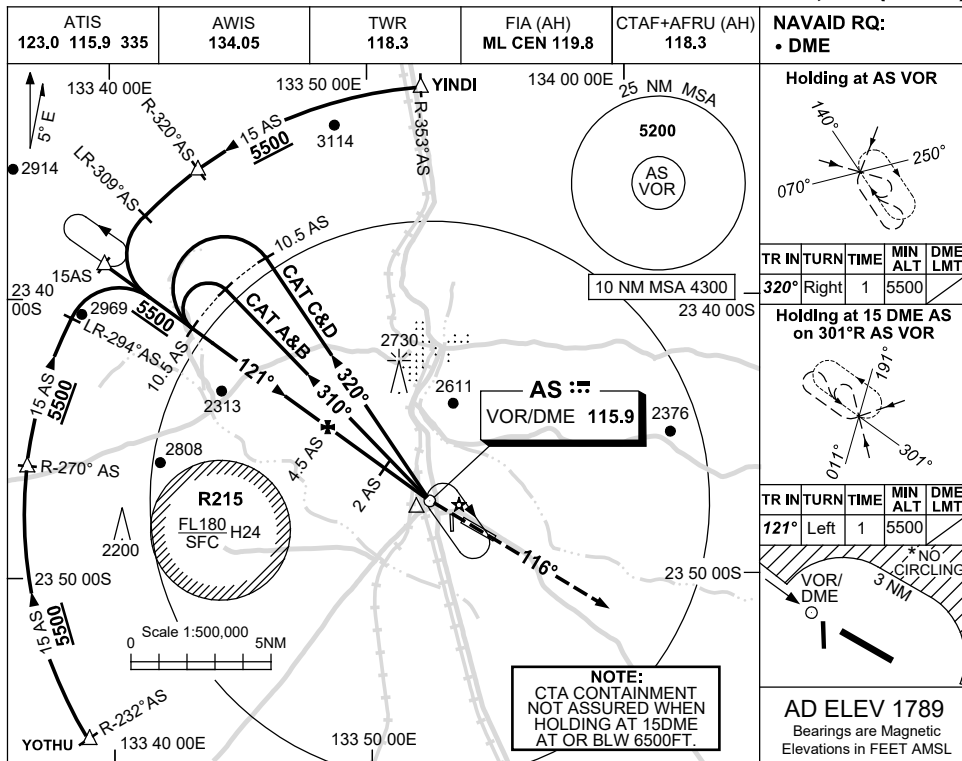 ATIS
123.0 115.9 335
AWIS
134.05
TWR
118.3
FIA (AH)
ML CEN 119.8
CTAF+AFRU (AH)
118.3
NAVAID RQ:
• DME
133 40 00E
133 50 00E
134 00 00E
YINDI
5° E
R-320°AS
15 AS
5500
R-353°AS
3114
2914
LR-309°AS
25 NM MSA
5200
AS
VOR
10.5 AS
15AS
23 40
00S
2969
5500
LR-294°AS
10.5 AS
CAT A&B
CAT C&D
10 NM MSA 4300
23 40
00S
2730
121°
310°
320°
2313
2611
AS
VOR/DME 115.9
2376
15 AS
5500
R-270° AS
2808
4.5 AS
2 AS
R215
FL180
SFC
H24
2200
116°
23 50 00S
23 50 00S
15 AS
5500
Scale 1:500,000
0
5NM
NOTE:
CTA CONTAINMENT
NOT ASSURED WHEN
HOLDING AT 15DME
AT OR BLW 6500FT.
R-232°AS
YOTHU
133 40 00E
133 50 00E
Holding at AS VOR
140°
250°
070°
TR IN TURN TIME MIN ALT DME LMT
320° Right 1 5500
Holding at 15 DME AS
on 301°R AS VOR
191°
301°
011°
TR IN TURN TIME MIN ALT DME LMT
121° Left 1 5500
*NO
CIRCLING
VOR/
DME
3 NM
AD ELEV 1789
Bearings are Magnetic
Elevations in FEET AMSL